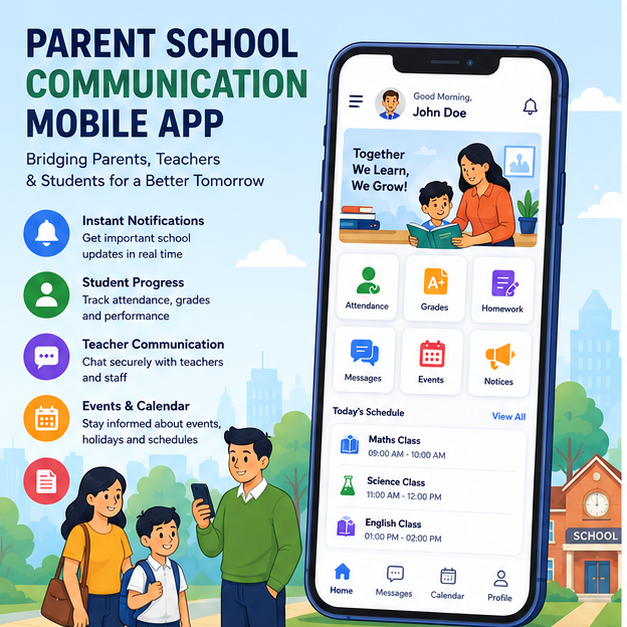 PARENT SCHOOL
COMMUNICATION
MOBILE APP
Bridging Parents, Teachers
& Students for a Better Tomorrow
Instant Notifications
Get important school
updates in real time
Student Progress
Track attendance, grades
and performance
Teacher Communication
Chat securely with teachers
and staff
Events & Calendar
Stay informed about events,
holidays and schedules
Good Morning,
John Doe
Together
We Learn,
We Grow!
Attendance
A+
Grades
Homework
Messages
Events
Notices
Today's Schedule
View All
Maths Class
09:00 AM - 10:00 AM
Science Class
11:00 AM - 12:00 PM
English Class
01:00 PM - 02:00 PM
Home
Messages
Calendar
Profile
SCHOOL